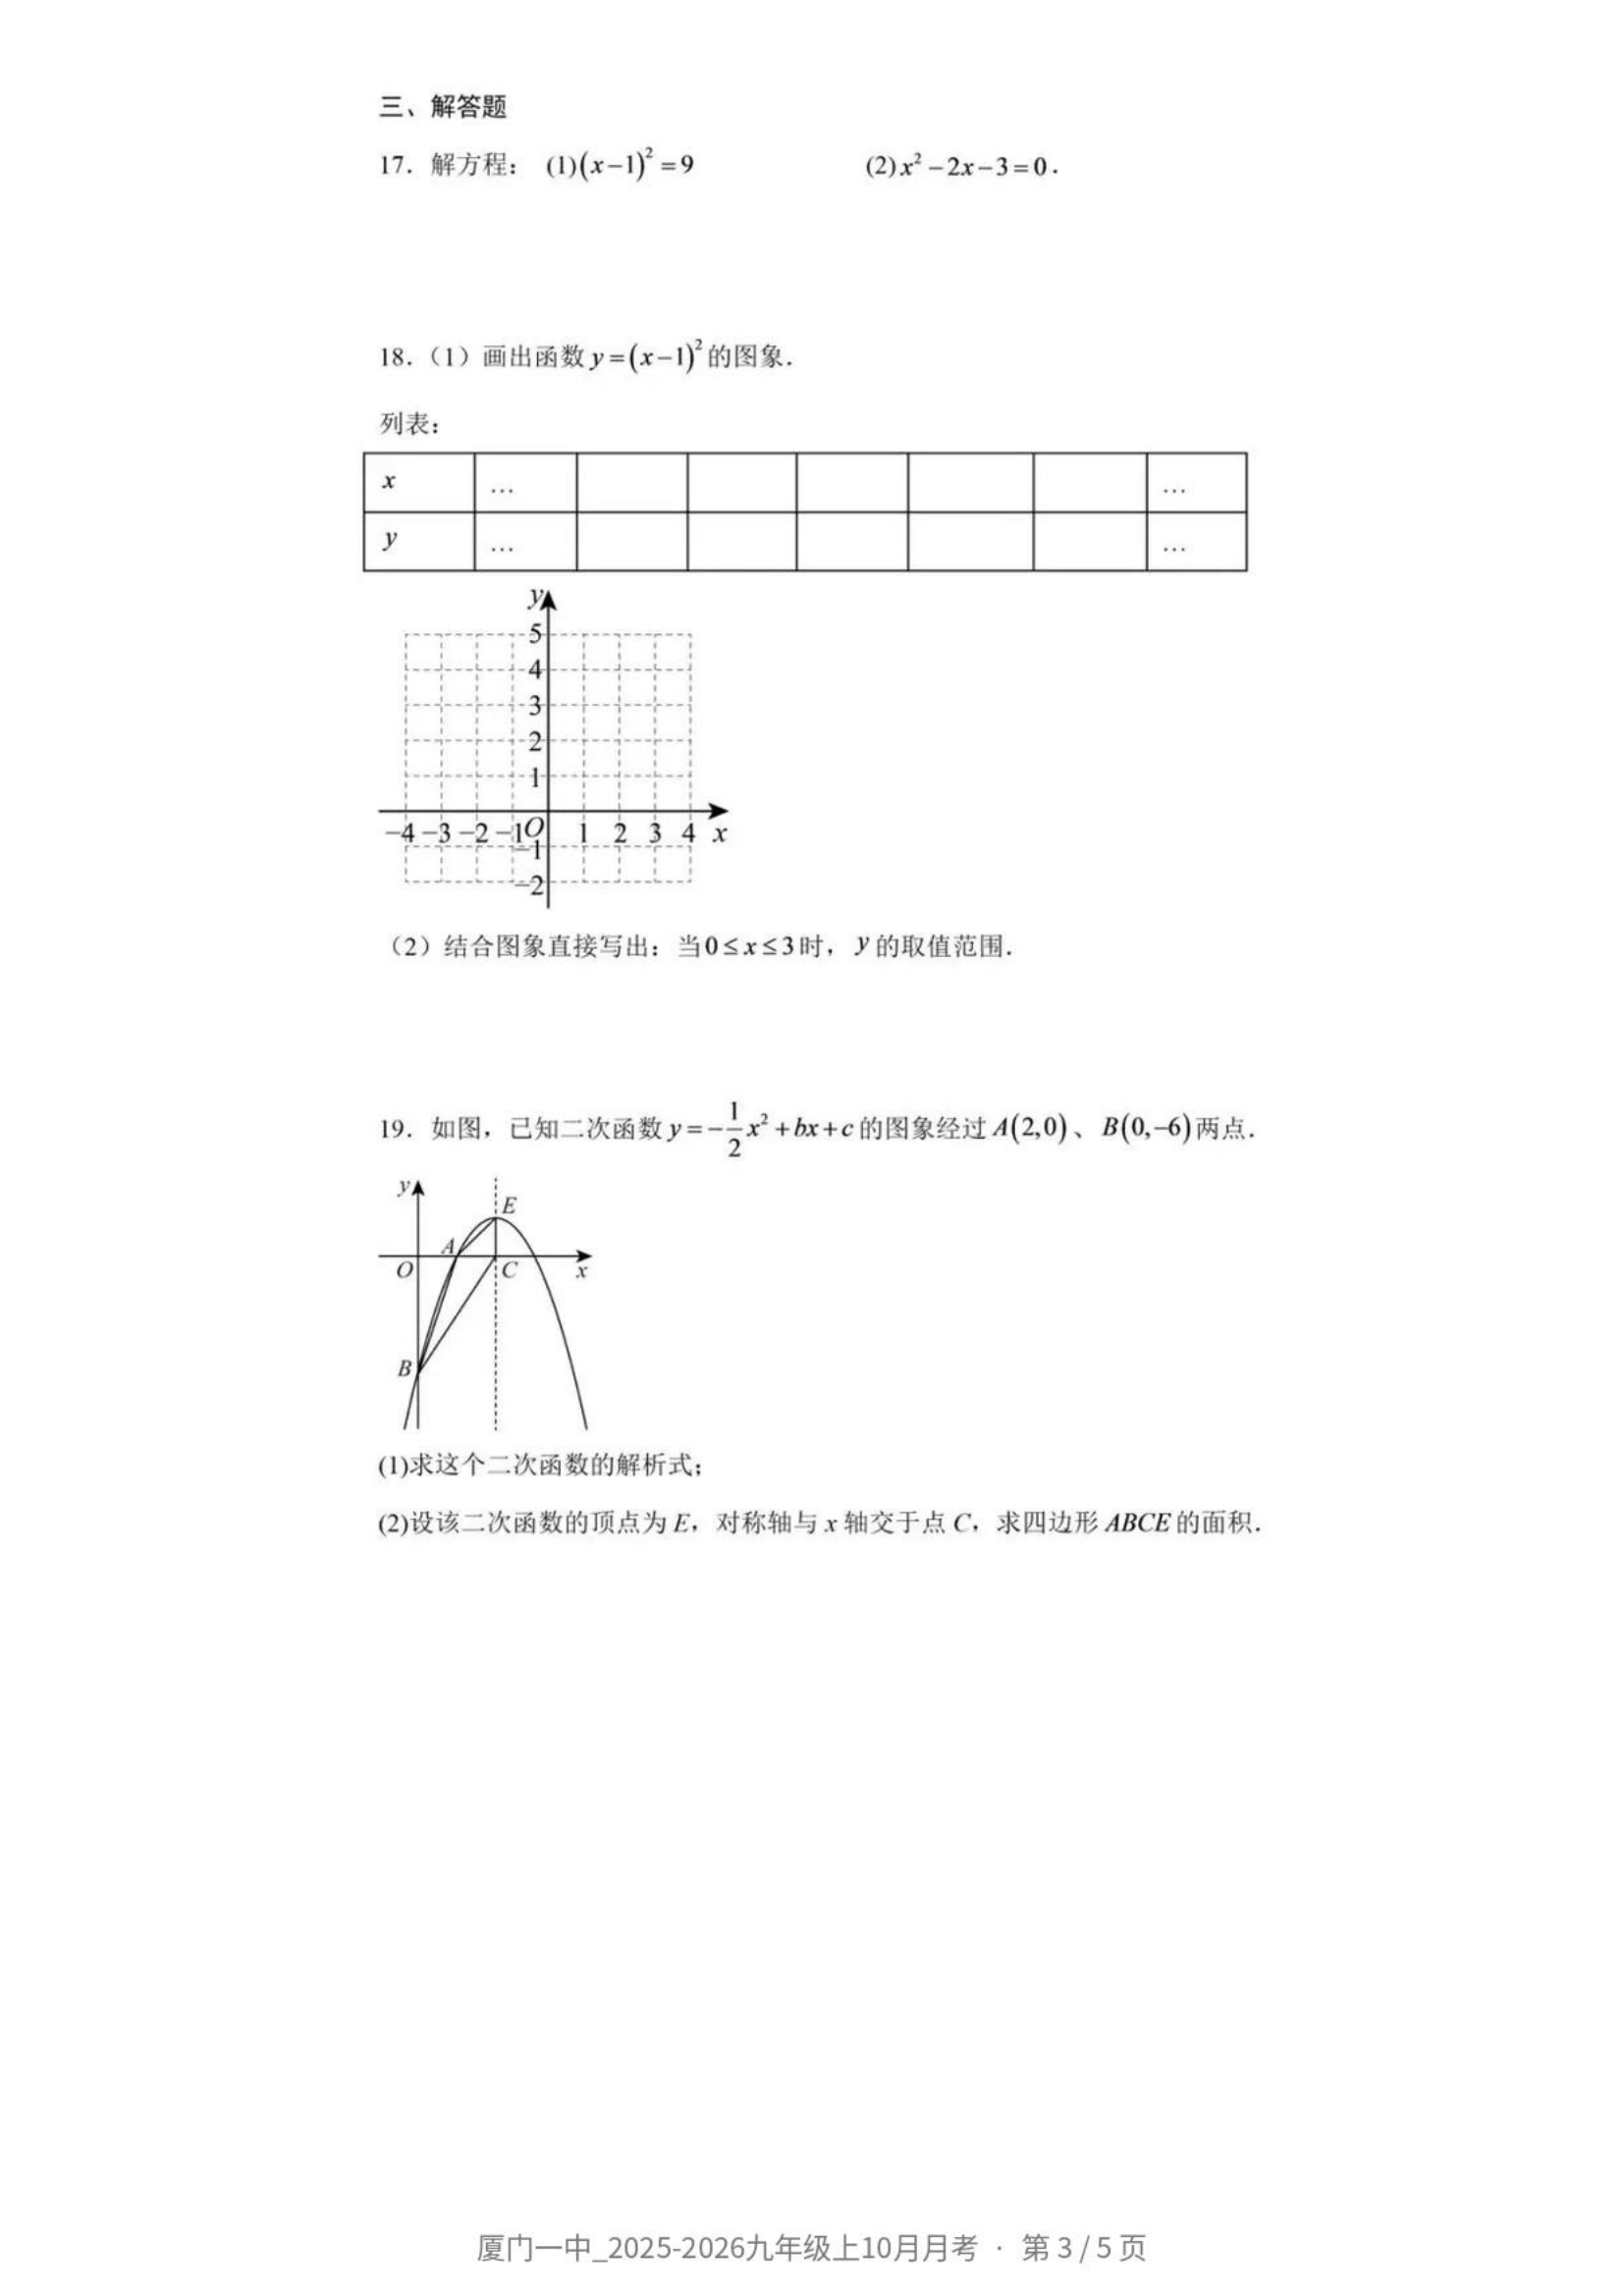 三、解答题
17．解方程： (1)(x−1)²=9 (2)x²−2x−3=0．
18．（1）画出函数y=(x−1)²的图象．
列表：
x … …
y … …
y
5
4
3
2
1
−4 −3 −2 −1 O 1 2 3 4 x
−1
−2
（2）结合图象直接写出：当0≤x≤3时，y的取值范围．
19．如图，已知二次函数y=−1/2x²+bx+c的图象经过A(2,0)、B(0,−6)两点．
y
E
A
O C x
B
(1)求这个二次函数的解析式；
(2)设该二次函数的顶点为E，对称轴与x轴交于点C，求四边形ABCE的面积．
厦门一中_2025-2026九年级上10月月考 · 第 3 / 5 页